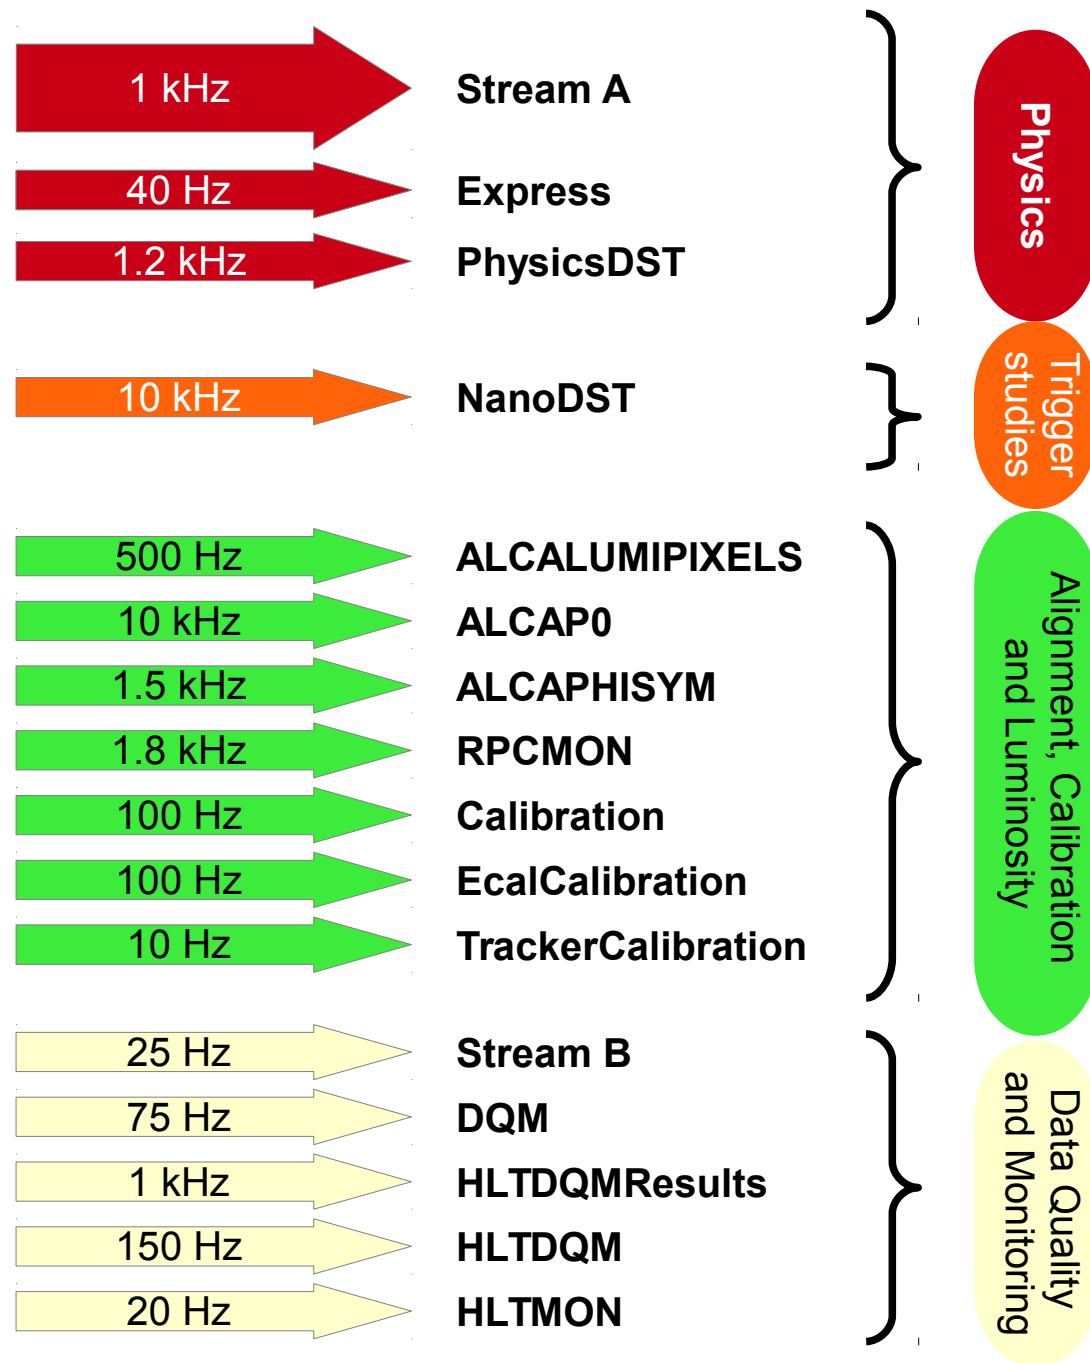 1 kHz Stream A
40 Hz Express
1.2 kHz PhysicsDST
Physics
10 kHz NanoDST
Trigger
studies
500 Hz ALCALUMIPIXELS
10 kHz ALCAP0
1.5 kHz ALCAPHISYM
1.8 kHz RPCMON
100 Hz Calibration
100 Hz EcalCalibration
10 Hz TrackerCalibration
Alignment, Calibration
and Luminosity
25 Hz Stream B
75 Hz DQM
1 kHz HLTDQMResults
150 Hz HLTDQM
20 Hz HLTMON
Data Quality
and Monitoring